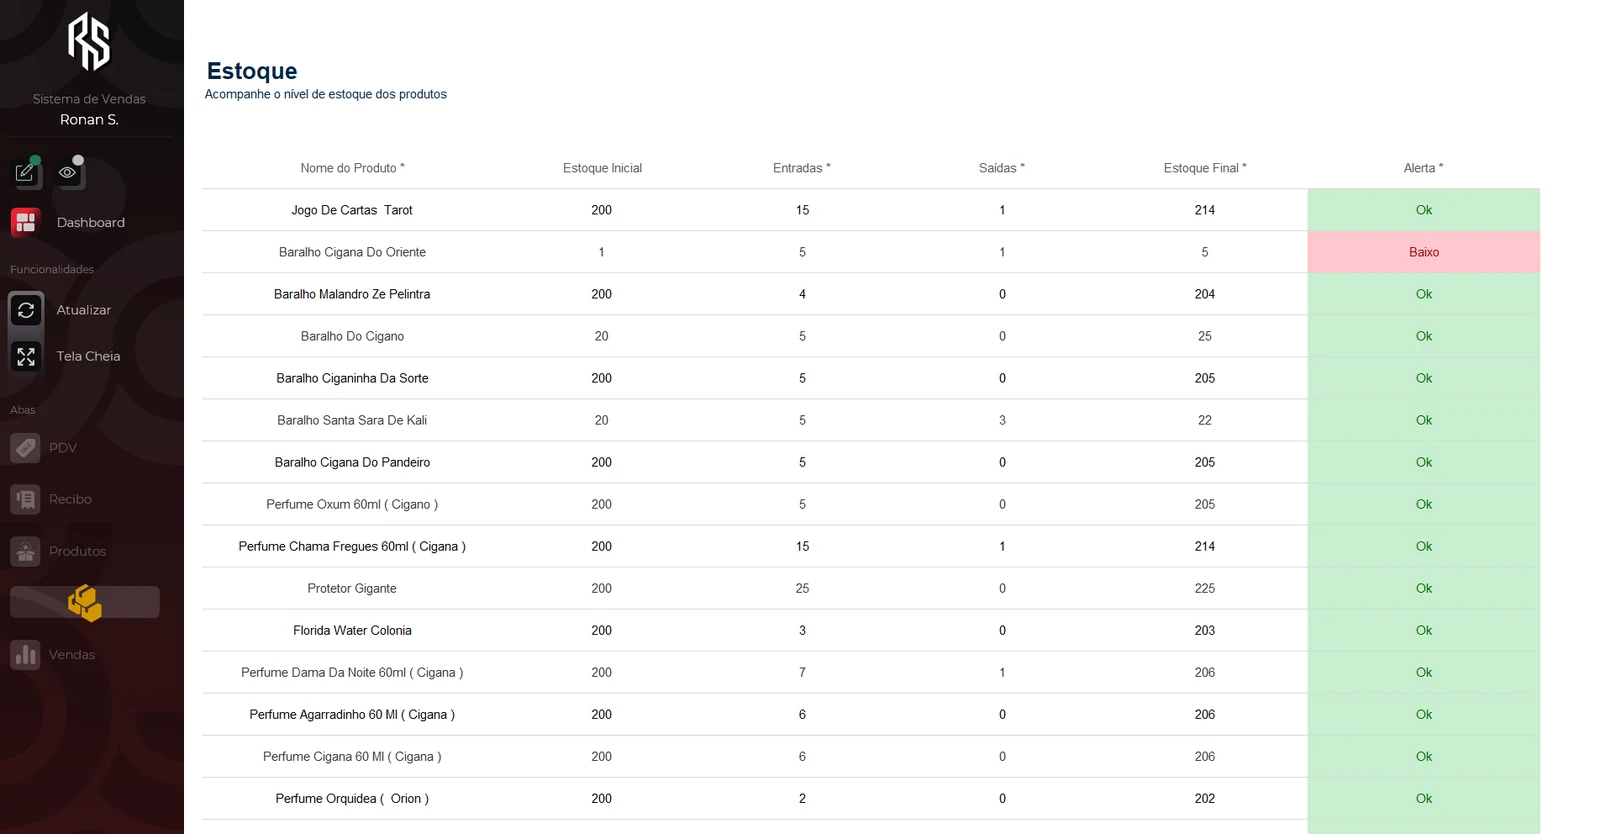 RS
Sistema de Vendas
Ronan S.
Dashboard
Funcionalidades
Atualizar
Tela Cheia
Abas
PDV
Recibo
Produtos
Vendas
Estoque
Acompanhe o nível de estoque dos produtos
Nome do Produto * Estoque Inicial Entradas * Saídas * Estoque Final * Alerta *
Jogo De Cartas Tarot 200 15 1 214 Ok
Baralho Cigana Do Oriente 1 5 1 5 Baixo
Baralho Malandro Ze Pelintra 200 4 0 204 Ok
Baralho Do Cigano 20 5 0 25 Ok
Baralho Ciganinha Da Sorte 200 5 0 205 Ok
Baralho Santa Sara De Kali 20 5 3 22 Ok
Baralho Cigana Do Pandeiro 200 5 0 205 Ok
Perfume Oxum 60ml ( Cigano ) 200 5 0 205 Ok
Perfume Chama Fregues 60ml ( Cigana ) 200 15 1 214 Ok
Protetor Gigante 200 25 0 225 Ok
Florida Water Colonia 200 3 0 203 Ok
Perfume Dama Da Noite 60ml ( Cigana ) 200 7 1 206 Ok
Perfume Agarradinho 60 Ml ( Cigana ) 200 6 0 206 Ok
Perfume Cigana 60 Ml ( Cigana ) 200 6 0 206 Ok
Perfume Orquidea ( Orion ) 200 2 0 202 Ok